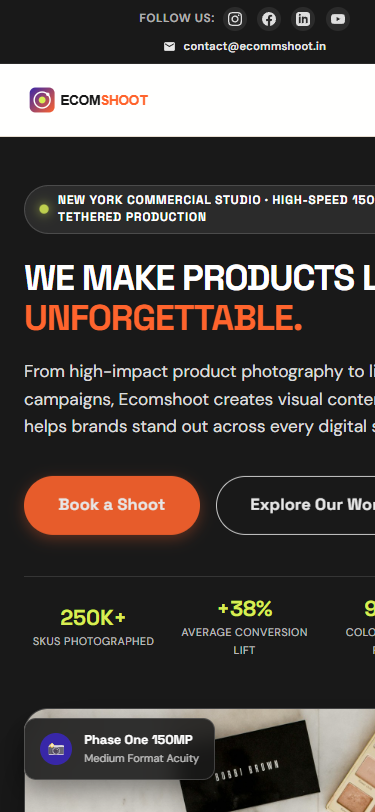 FOLLOW US:
contact@ecommshoot.in
ECOMSHOOT
NEW YORK COMMERCIAL STUDIO · HIGH-SPEED 150
TETHERED PRODUCTION
WE MAKE PRODUCTS L
UNFORGETTABLE.
From high-impact product photography to li
campaigns, Ecomshoot creates visual conte
helps brands stand out across every digital s
Book a Shoot
Explore Our Wor
250K+
SKUS PHOTOGRAPHED
+38%
AVERAGE CONVERSION
LIFT
9
COLO
Phase One 150MP
Medium Format Acuity
BOBBI BROWN